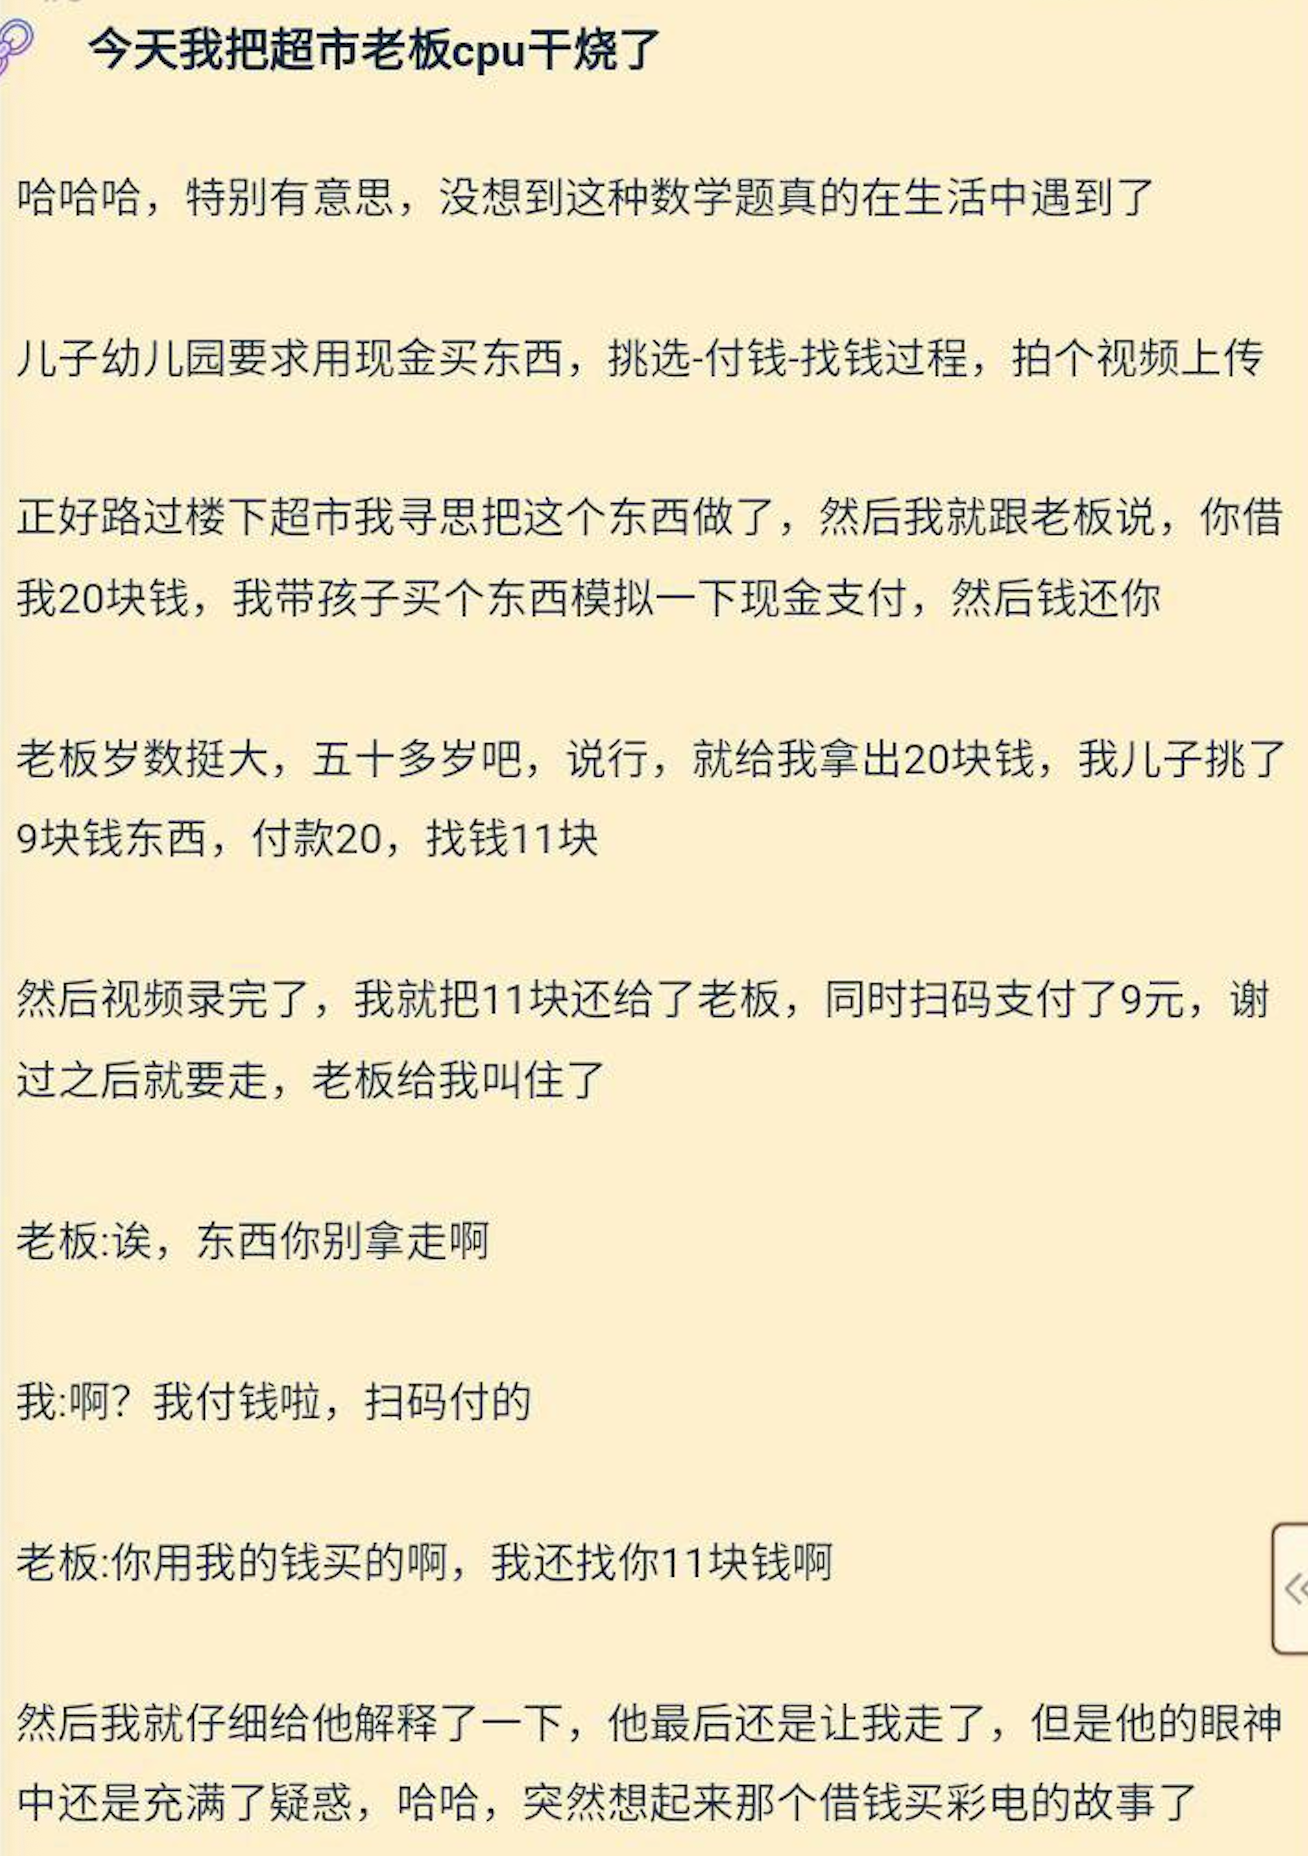 今天我把超市老板cpu干烧了
哈哈哈，特别有意思，没想到这种数学题真的在生活中遇到了
儿子幼儿园要求用现金买东西，挑选-付钱-找钱过程，拍个视频上传
正好路过楼下超市我寻思把这个东西做了，然后我就跟老板说，你借
我20块钱，我带孩子买个东西模拟一下现金支付，然后钱还你
老板岁数挺大，五十多岁吧，说行，就给我拿出20块钱，我儿子挑了
9块钱东西，付款20，找钱11块
然后视频录完了，我就把11块还给了老板，同时扫码支付了9元，谢
过之后就要走，老板给我叫住了
老板:诶，东西你别拿走啊
我:啊？我付钱啦，扫码付的
老板:你用我的钱买的啊，我还找你11块钱啊
然后我就仔细给他解释了一下，他最后还是让我走了，但是他的眼神
中还是充满了疑惑，哈哈，突然想起来那个借钱买彩电的故事了